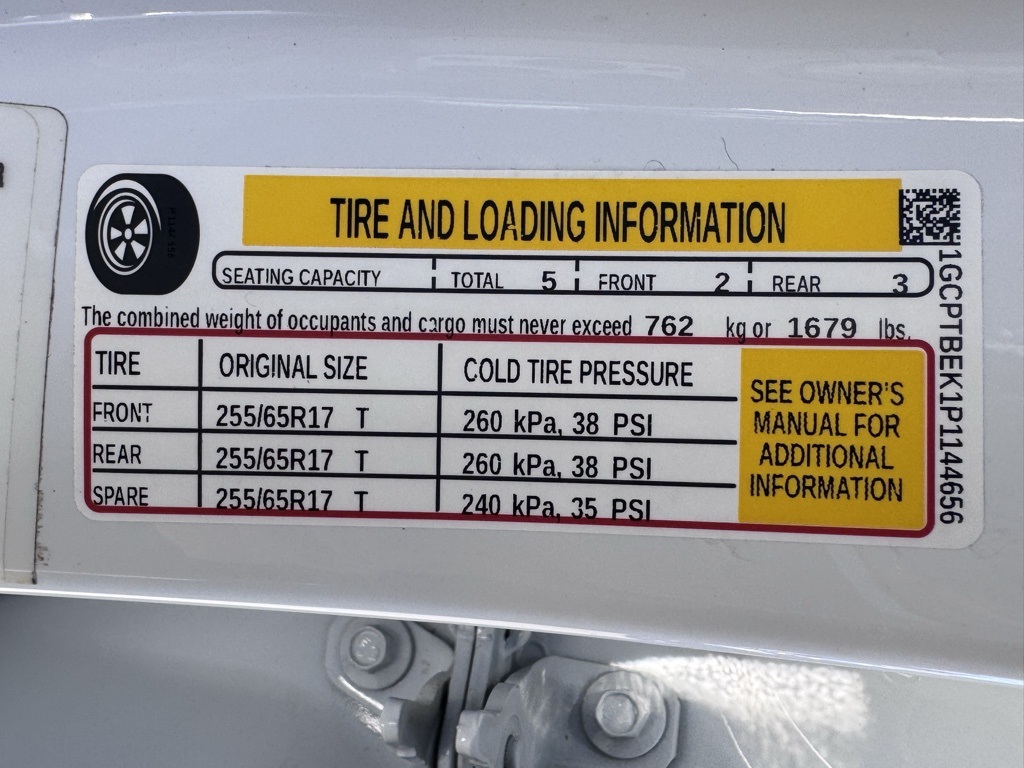 TIRE AND LOADING INFORMATION
SEATING CAPACITY TOTAL 5 FRONT 2 REAR 3
The combined weight of occupants and cargo must never exceed 762 kg or 1679 lbs.
TIRE ORIGINAL SIZE COLD TIRE PRESSURE
FRONT 255/65R17 T 260 kPa, 38 PSI
REAR 255/65R17 T 260 kPa, 38 PSI
SPARE 255/65R17 T 240 kPa, 35 PSI
SEE OWNER'S
MANUAL FOR
ADDITIONAL
INFORMATION
1GCPTBEK1P1144656